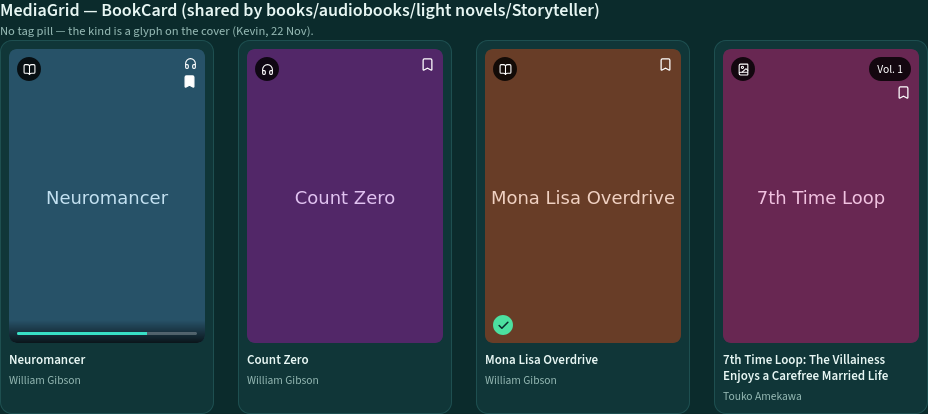 MediaGrid — BookCard (shared by books/audiobooks/light novels/Storyteller)
No tag pill — the kind is a glyph on the cover (Kevin, 22 Nov).
Neuromancer
Neuromancer
William Gibson
Count Zero
Count Zero
William Gibson
Mona Lisa Overdrive
Mona Lisa Overdrive
William Gibson
Vol. 1
7th Time Loop
7th Time Loop: The Villainess
Enjoys a Carefree Married Life
Touko Amekawa